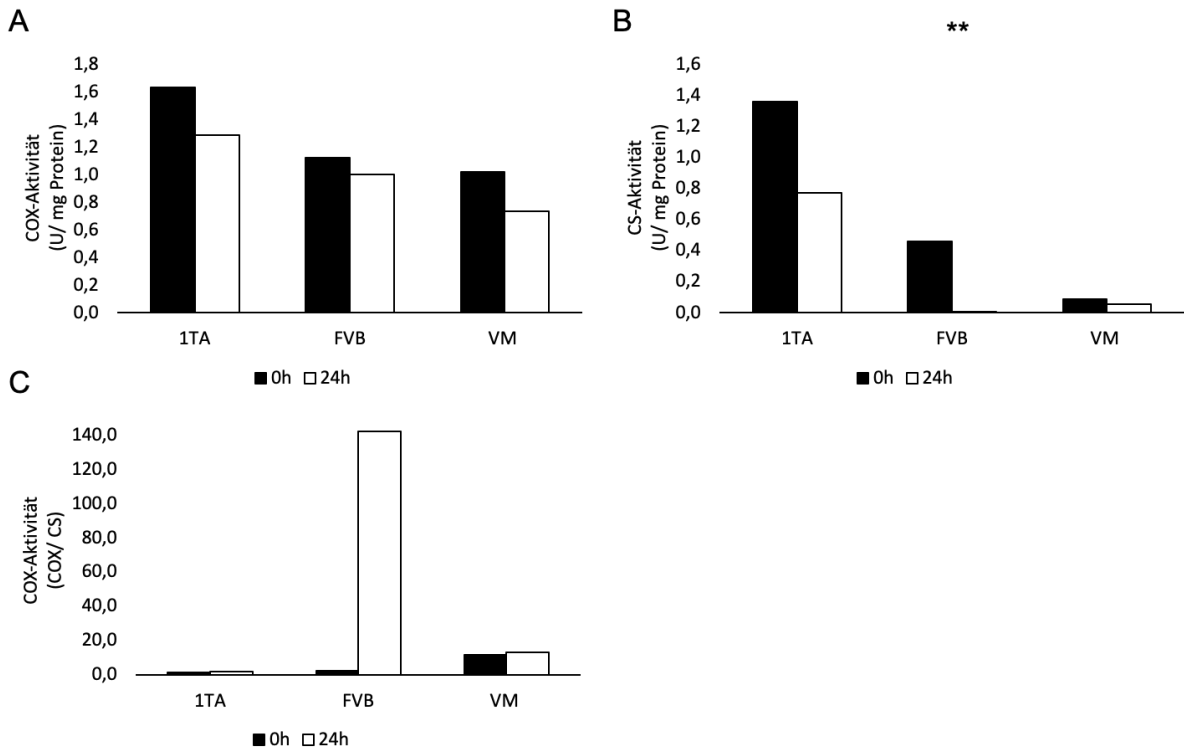 A
COX-Aktivität
(U/ mg Protein)
1,8
1,6
1,4
1,2
1,0
0,8
0,6
0,4
0,2
0,0
1TA FVB VM
0h 24h
B
**
CS-Aktivität
(U/ mg Protein)
1,6
1,4
1,2
1,0
0,8
0,6
0,4
0,2
0,0
1TA FVB VM
0h 24h
C
COX-Aktivität
(COX/ CS)
140,0
120,0
100,0
80,0
60,0
40,0
20,0
0,0
1TA FVB VM
0h 24h